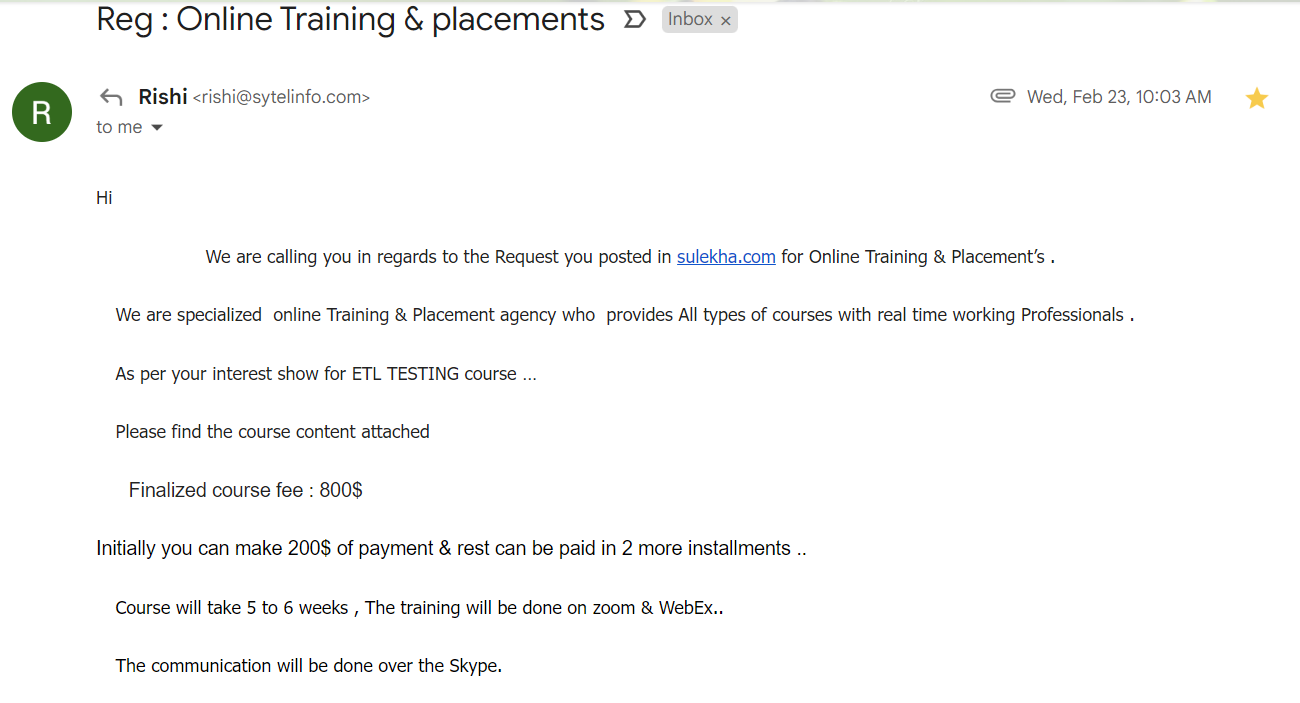 Reg : Online Training & placements Inbox ×
R
Rishi <rishi@sytelinfo.com> Wed, Feb 23, 10:03 AM
to me
Hi
We are calling you in regards to the Request you posted in sulekha.com for Online Training & Placement’s .
We are specialized online Training & Placement agency who provides All types of courses with real time working Professionals .
As per your interest show for ETL TESTING course …
Please find the course content attached
Finalized course fee : 800$
Initially you can make 200$ of payment & rest can be paid in 2 more installments ..
Course will take 5 to 6 weeks , The training will be done on zoom & WebEx..
The communication will be done over the Skype.